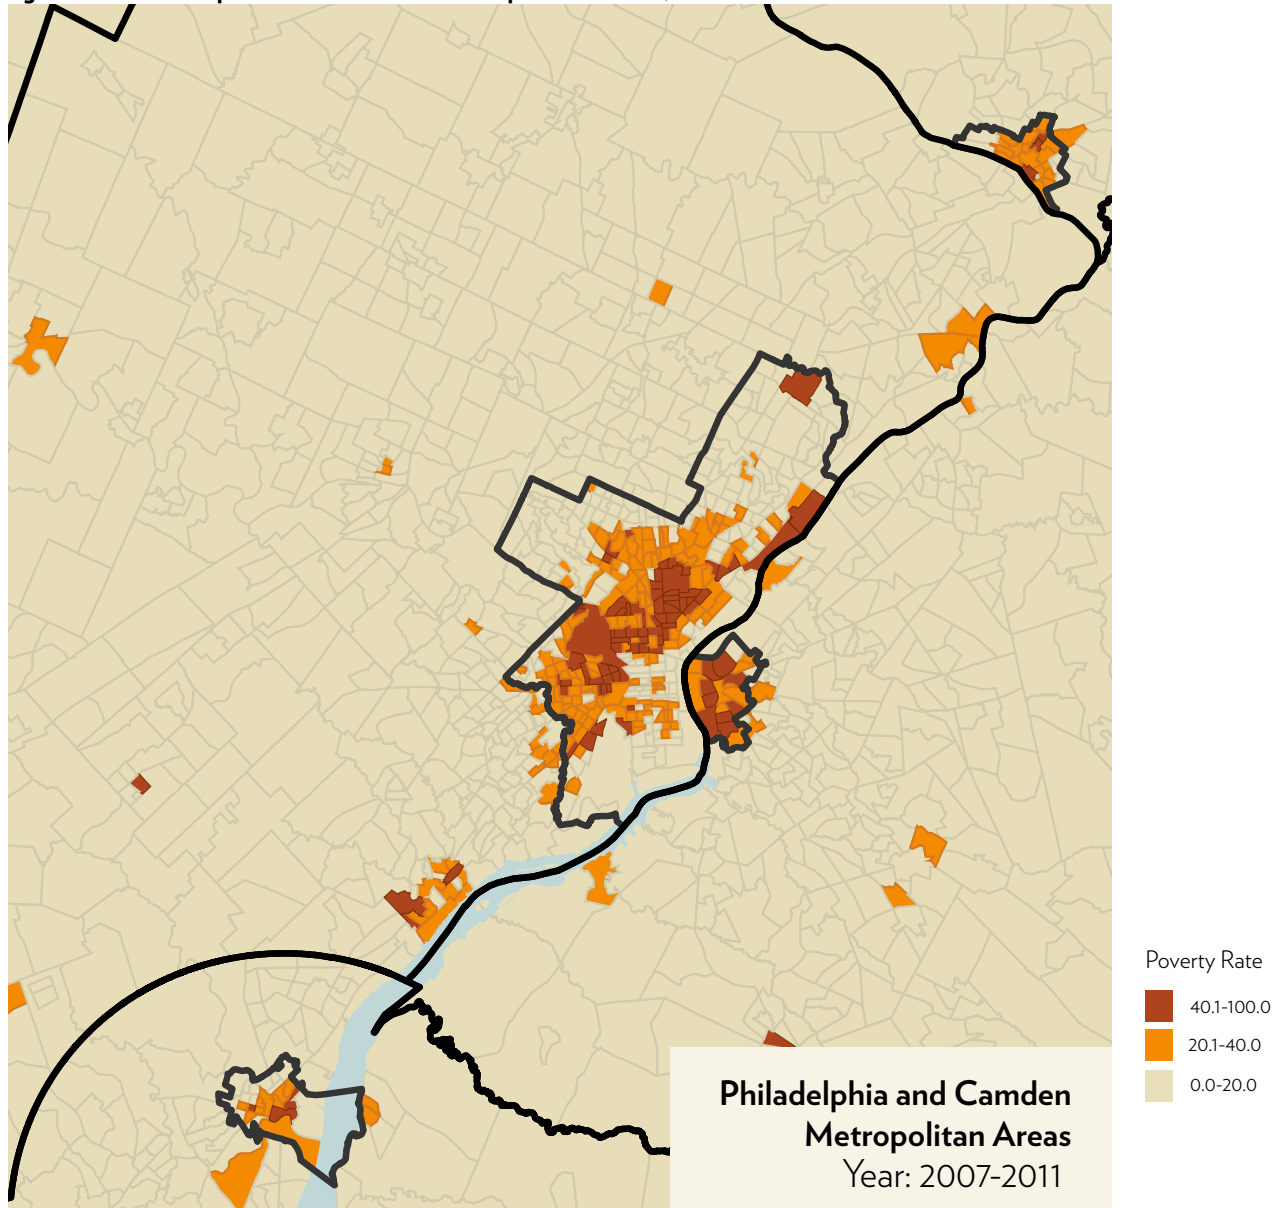 Philadelphia and Camden
Metropolitan Areas
Year: 2007-2011
Poverty Rate
40.1-100.0
20.1-40.0
0.0-20.0